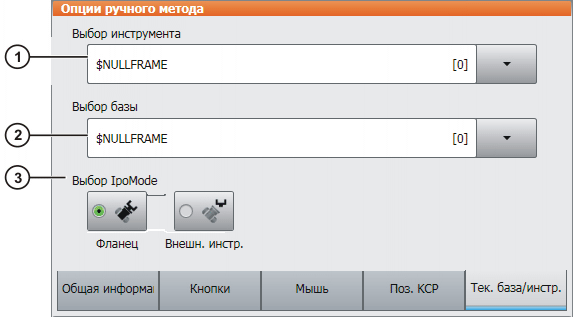 Опции ручного метода
Выбор инструмента
1
$NULLFRAME [0]
Выбор базы
2
$NULLFRAME [0]
3
Выбор IpoMode
Фланец Внешн. инстр.
Общая информа Кнопки Мышь Поз. КСР Тек. база/инстр.